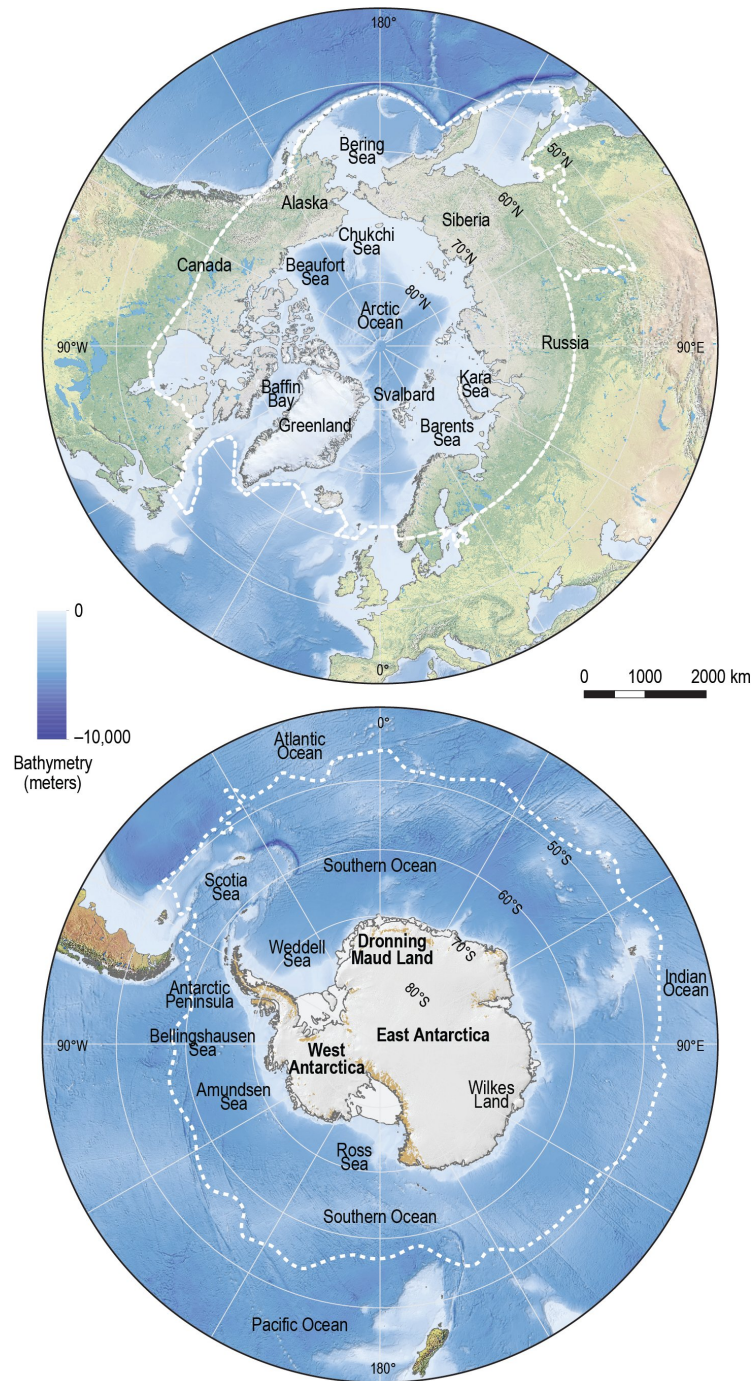 180°
Bering
Sea
50°N
Alaska
60°N
Siberia
Chukchi
Sea
70°N
Canada
Beaufort
Sea
80°N
Arctic
Ocean
90°W
Russia
90°E
Baffin
Bay
Svalbard
Kara
Sea
Greenland
Barents
Sea
0
0°
0 1000 2000 km
–10,000
Bathymetry
(meters)
0°
Atlantic
Ocean
50°S
Southern Ocean
Scotia
Sea
60°S
Weddell
Sea
Dronning
Maud Land
70°S
Indian
Ocean
Antarctic
Peninsula
80°S
Bellingshausen
Sea
East Antarctica
90°W
90°E
West
Antarctica
Amundsen
Sea
Wilkes
Land
Ross
Sea
Southern Ocean
Pacific Ocean
180°